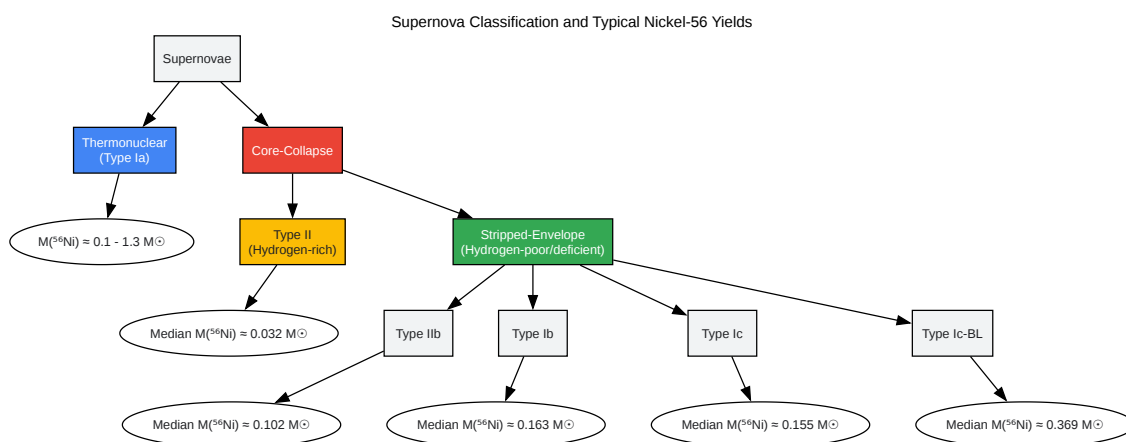 Supernova Classification and Typical Nickel-56 Yields
Supernovae
Thermonuclear
(Type Ia)
Core-Collapse
M(⁵⁶Ni) ≈ 0.1 - 1.3 M☉
Type II
(Hydrogen-rich)
Stripped-Envelope
(Hydrogen-poor/deficient)
Median M(⁵⁶Ni) ≈ 0.032 M☉
Type IIb
Type Ib
Type Ic
Type Ic-BL
Median M(⁵⁶Ni) ≈ 0.102 M☉
Median M(⁵⁶Ni) ≈ 0.163 M☉
Median M(⁵⁶Ni) ≈ 0.155 M☉
Median M(⁵⁶Ni) ≈ 0.369 M☉